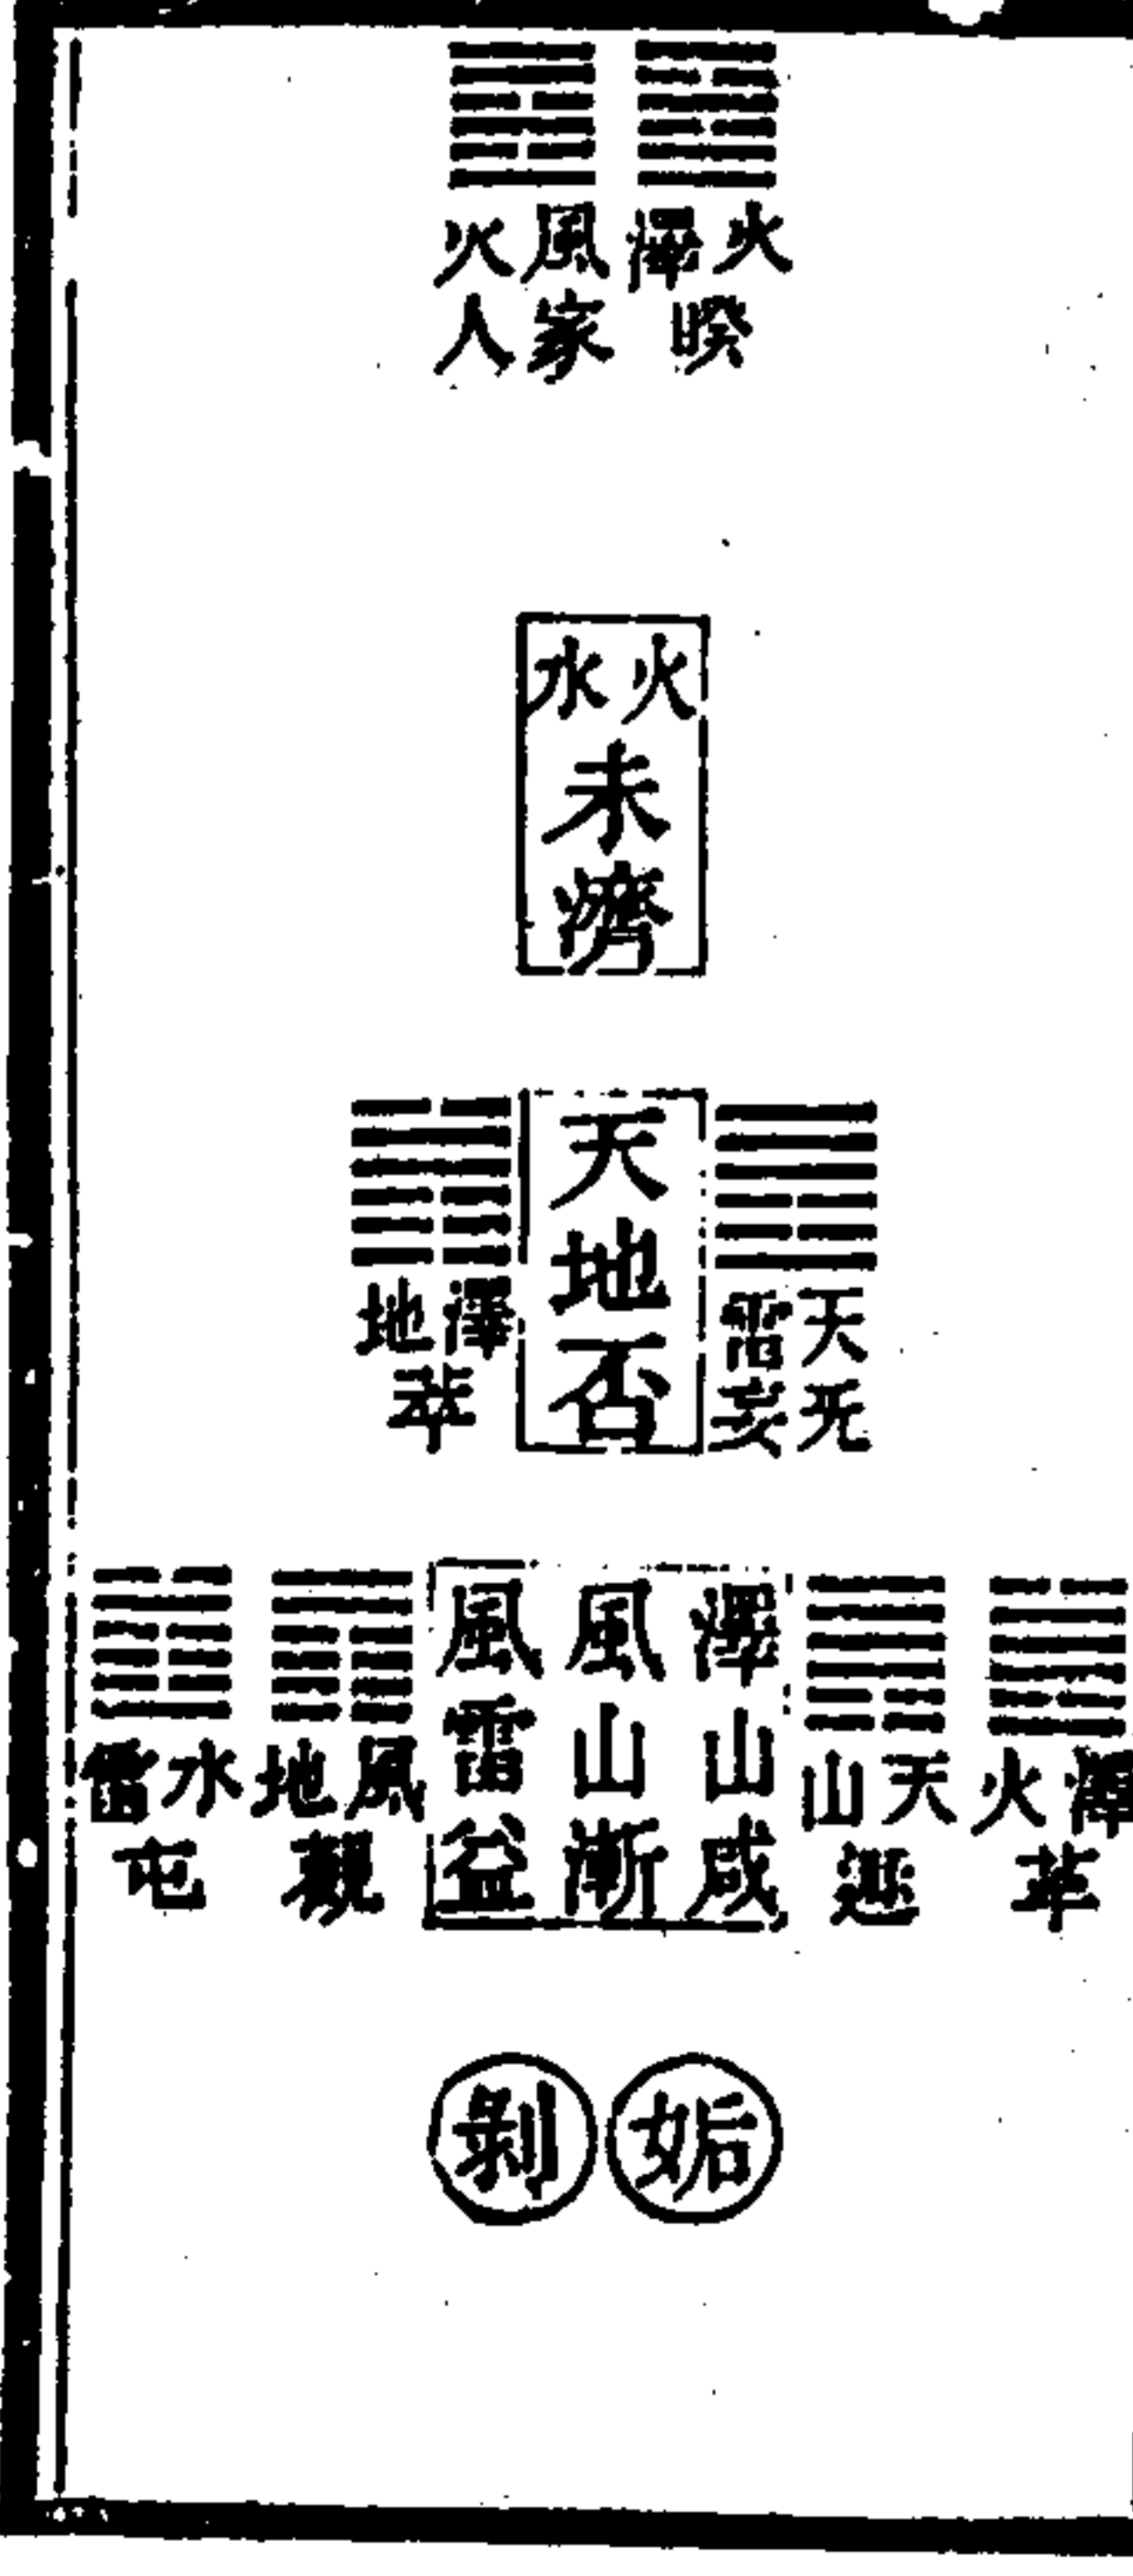 火澤
暌
風火
家人
火水
未濟
天雷
无妄
天地否
澤地
萃
澤火
革
天山
遯
澤山咸
風山漸
風雷益
風地
觀
水雷
屯
姤
剝